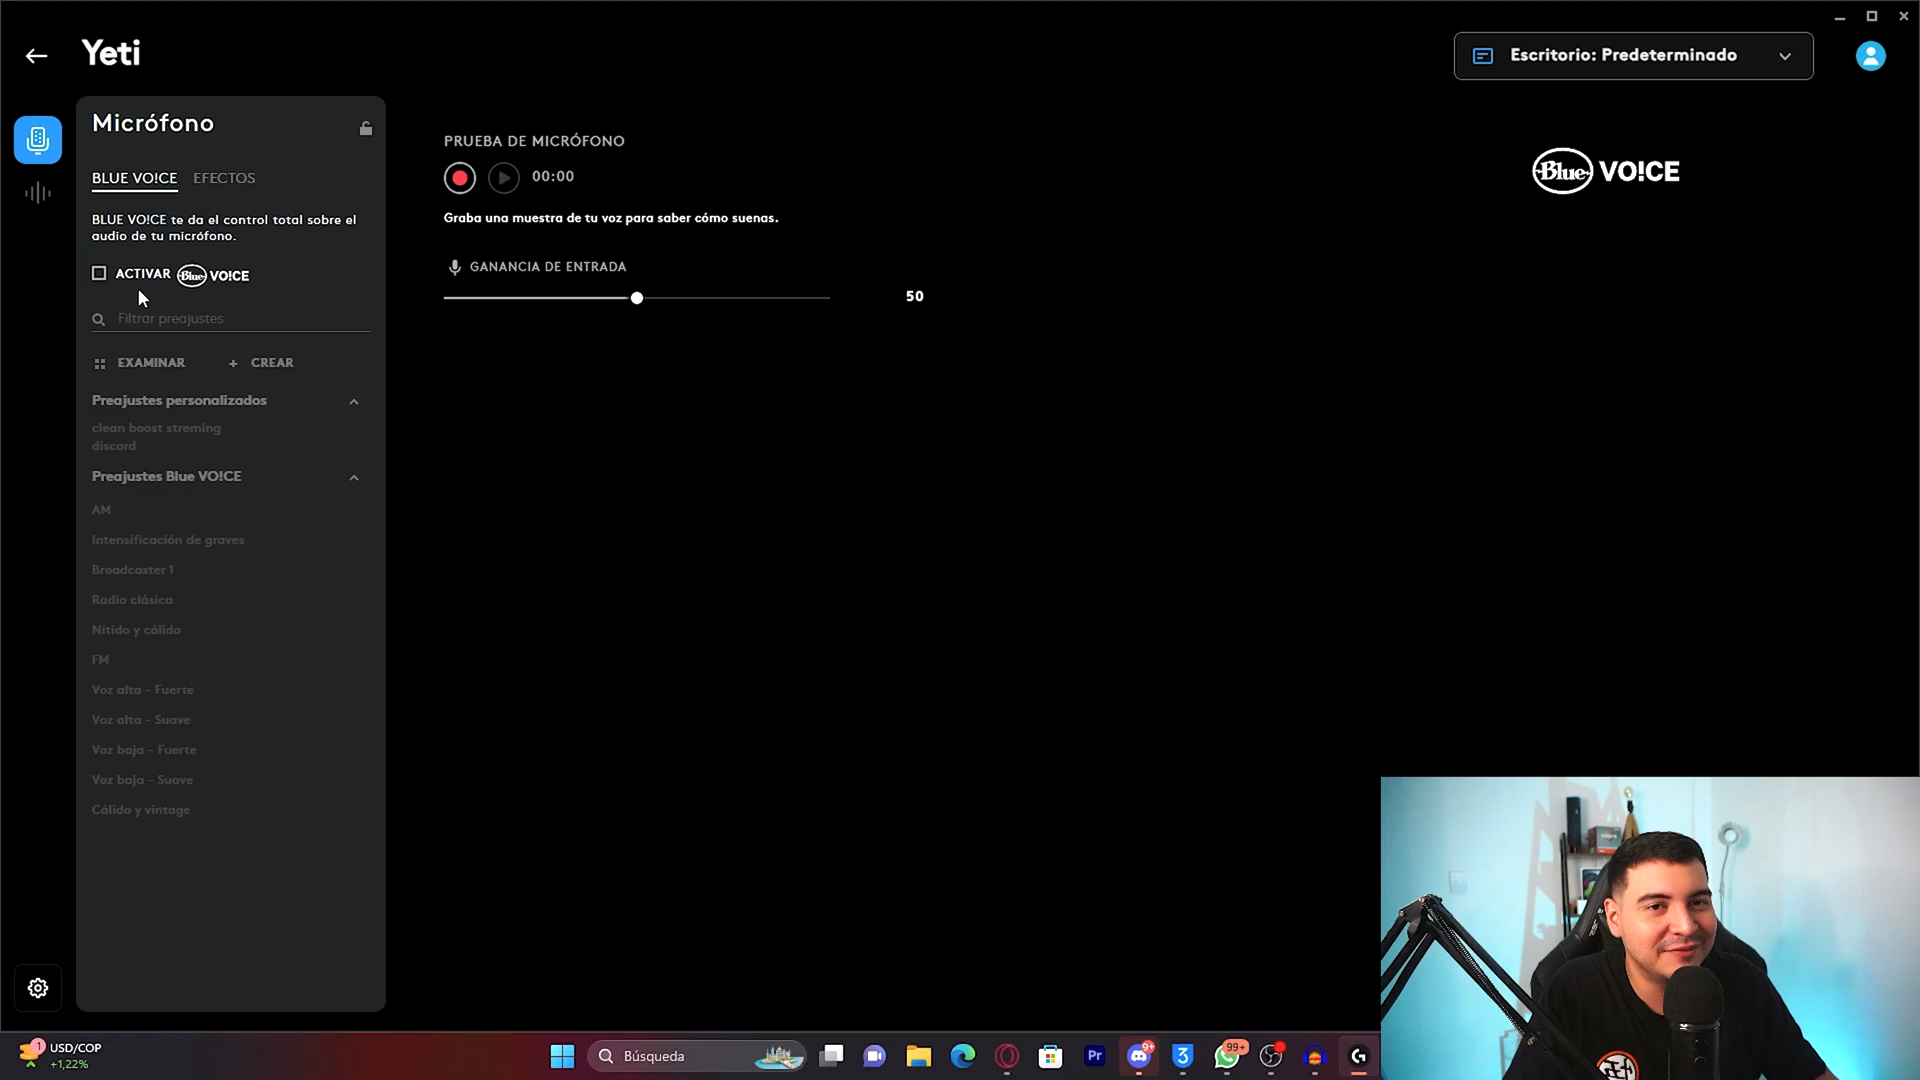 Yeti
Escritorio: Predeterminado
Micrófono
BLUE VO!CE EFECTOS
BLUE VO!CE te da el control total sobre el
audio de tu micrófono.
ACTIVAR Blue VO!CE
Filtrar preajustes
EXAMINAR + CREAR
Preajustes personalizados
clean boost streming
discord
Preajustes Blue VO!CE
AM
Intensificación de graves
Broadcaster 1
Radio clásica
Nítido y cálido
FM
Voz alta - Fuerte
Voz alta - Suave
Voz baja - Fuerte
Voz baja - Suave
Cálido y vintage
PRUEBA DE MICRÓFONO
00:00
Graba una muestra de tu voz para saber cómo suenas.
GANANCIA DE ENTRADA
50
Blue VO!CE
1
USD/COP
+1,22%
Búsqueda
Pr
9+
3
99+
G